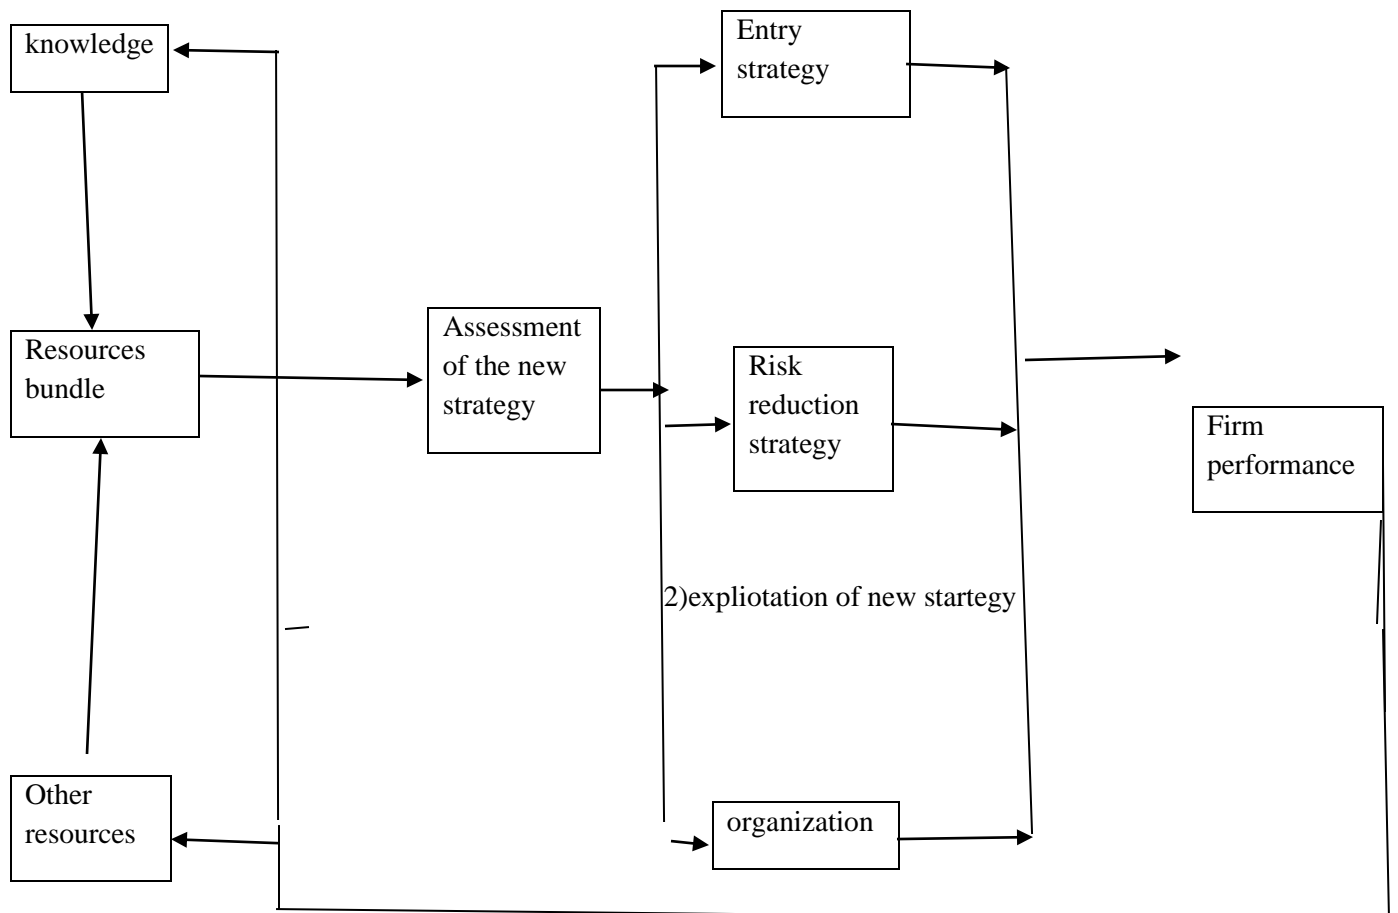 knowledge
Entry
strategy
Resources
bundle
Assessment
of the new
strategy
Risk
reduction
strategy
Firm
performance
2)expliotation of new startegy
Other
resources
organization